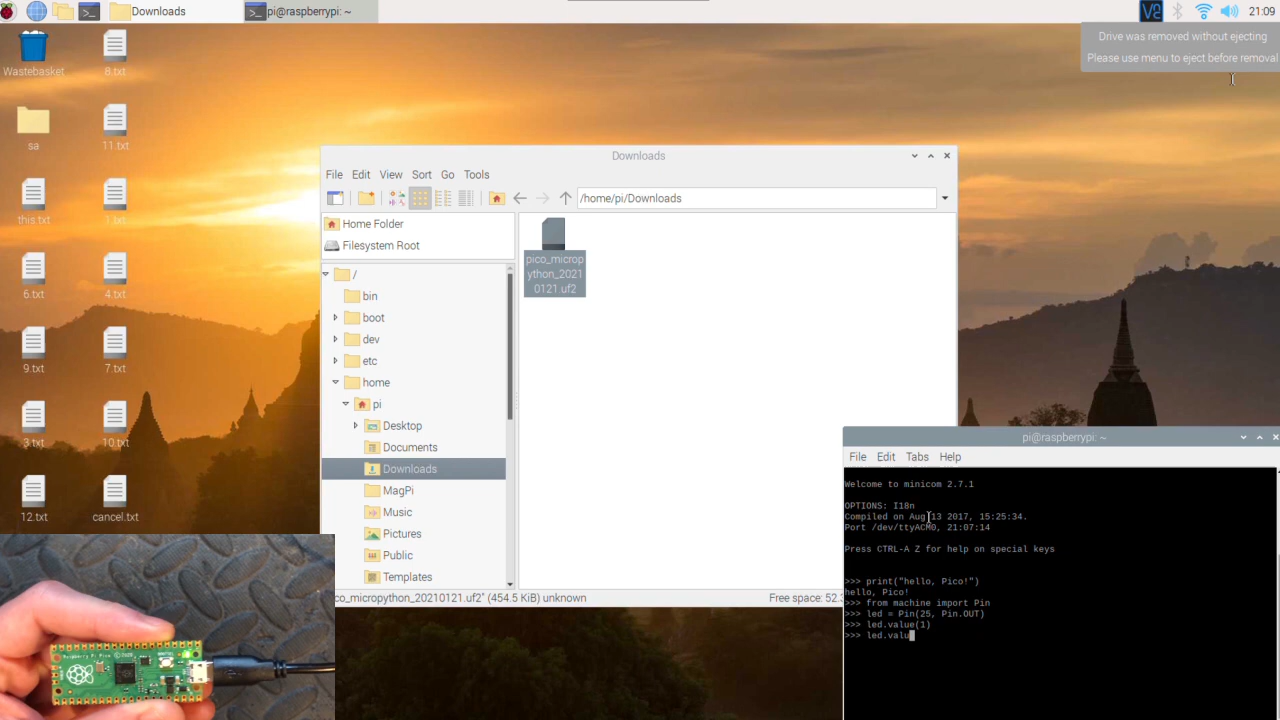 Downloads
pi@raspberrypi: ~
21:09
Drive was removed without ejecting
Please use menu to eject before removal
Wastebasket
8.txt
sa
11.txt
this.txt
1.txt
6.txt
4.txt
9.txt
7.txt
3.txt
10.txt
12.txt
cancel.txt
Downloads
File Edit View Sort Go Tools
/home/pi/Downloads
Home Folder
Filesystem Root
/
bin
boot
dev
etc
home
pi
Desktop
Documents
Downloads
MagPi
Music
Pictures
Public
Templates
pico_microp
ython_2021
0121.uf2
co_micropython_20210121.uf2" (454.5 KiB) unknown
Free space: 52.
pi@raspberrypi: ~
File Edit Tabs Help
Welcome to minicom 2.7.1
OPTIONS: I18n
Compiled on Aug 13 2017, 15:25:34.
Port /dev/ttyACM0, 21:07:14
Press CTRL-A Z for help on special keys
>>> print("hello, Pico!")
hello, Pico!
>>> from machine import Pin
>>> led = Pin(25, Pin.OUT)
>>> led.value(1)
>>> led.valu
Raspberry Pi Pico